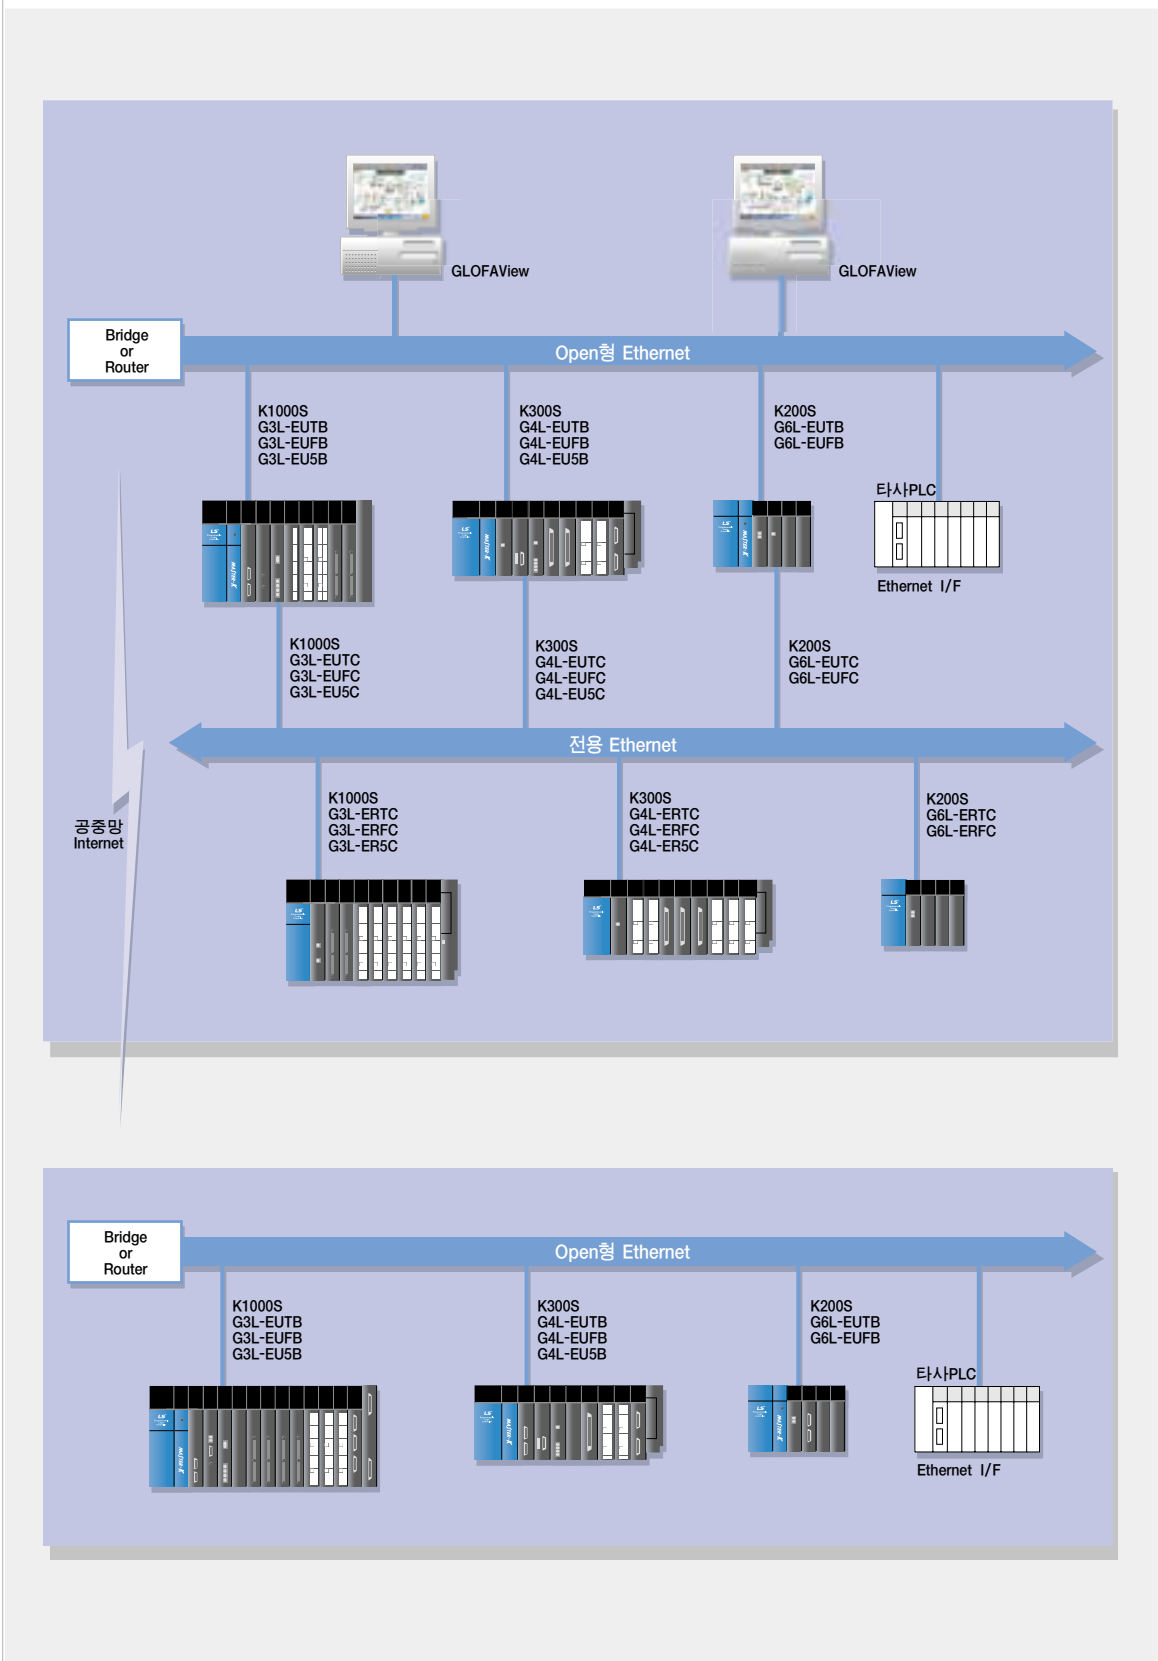 GLOFAView
GLOFAView
Bridge
or
Router
Open형 Ethernet
K1000S
G3L-EUTB
G3L-EUFB
G3L-EU5B
K300S
G4L-EUTB
G4L-EUFB
G4L-EU5B
K200S
G6L-EUTB
G6L-EUFB
타사PLC
Ethernet I/F
K1000S
G3L-EUTC
G3L-EUFC
G3L-EU5C
K300S
G4L-EUTC
G4L-EUFC
G4L-EU5C
K200S
G6L-EUTC
G6L-EUFC
전용 Ethernet
K1000S
G3L-ERTC
G3L-ERFC
G3L-ER5C
K300S
G4L-ERTC
G4L-ERFC
G4L-ER5C
K200S
G6L-ERTC
G6L-ERFC
공중망
Internet
Bridge
or
Router
Open형 Ethernet
K1000S
G3L-EUTB
G3L-EUFB
G3L-EU5B
K300S
G4L-EUTB
G4L-EUFB
G4L-EU5B
K200S
G6L-EUTB
G6L-EUFB
타사PLC
Ethernet I/F